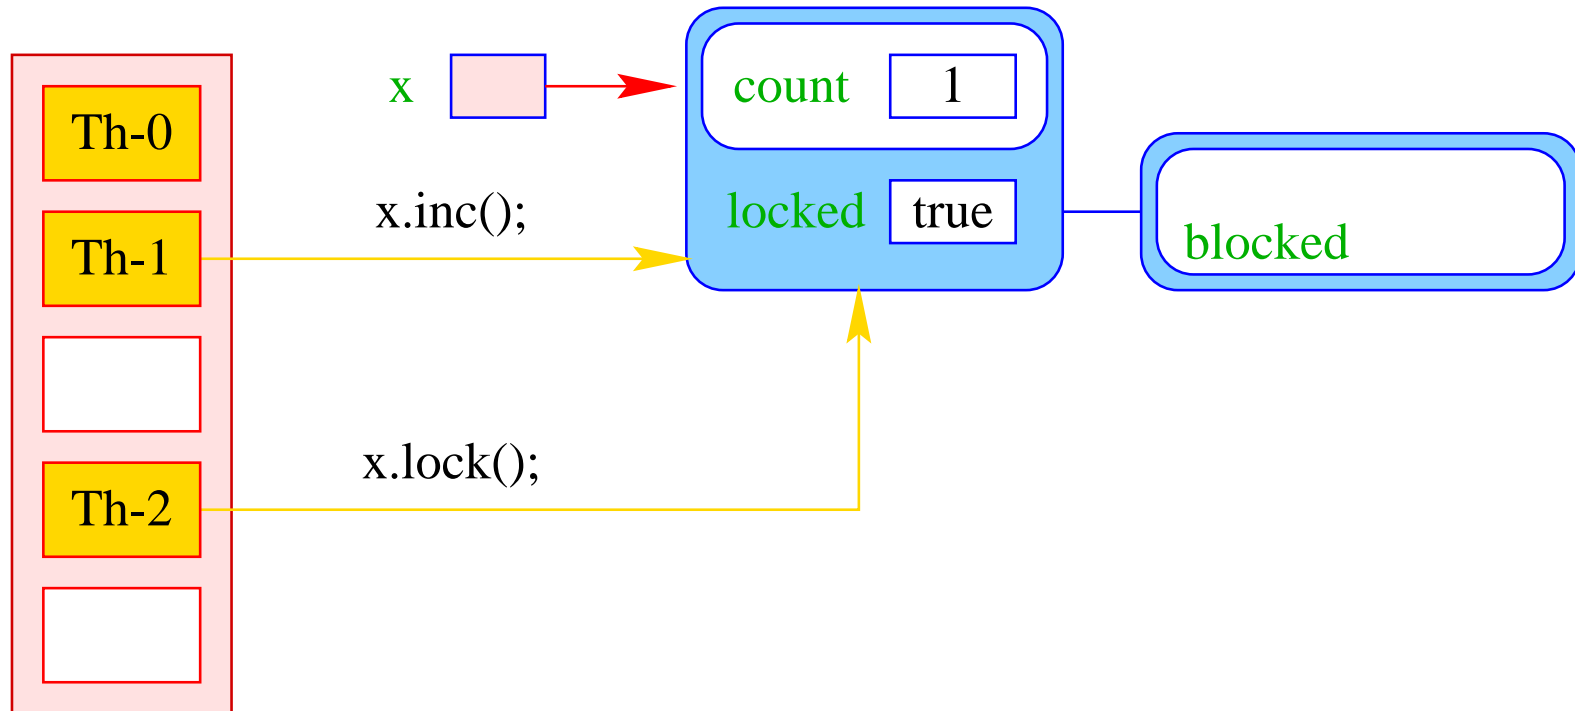 Th-0
x
count
1
x.inc();
locked
true
Th-1
blocked
x.lock();
Th-2